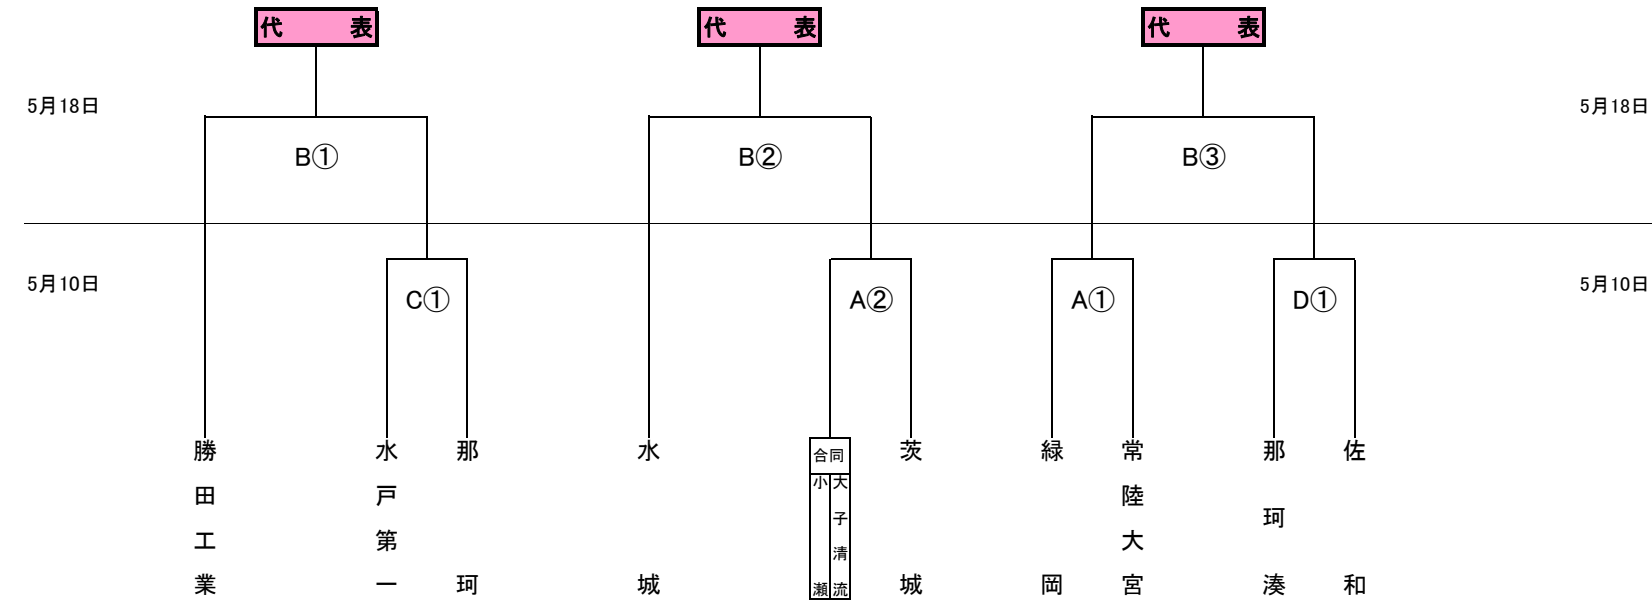 代　表
代　表
代　表
5月18日
5月18日
B①
B②
B③
5月10日
5月10日
C①
A②
A①
D①
勝田工業
水戸第一
那珂
水城
合同
大子清流
小瀬
茨城
緑岡
常陸大宮
那珂湊
佐和